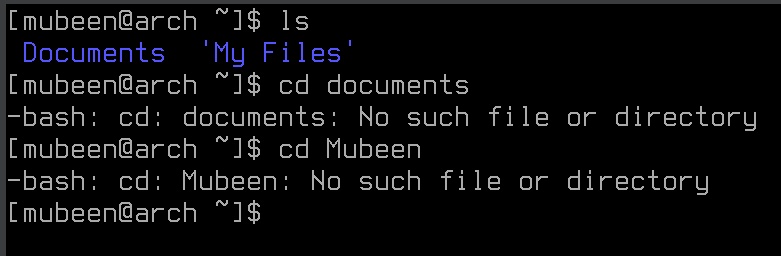 [mubeen@arch ~]$ ls
 Documents  'My Files'
[mubeen@arch ~]$ cd documents
-bash: cd: documents: No such file or directory
[mubeen@arch ~]$ cd Mubeen
-bash: cd: Mubeen: No such file or directory
[mubeen@arch ~]$